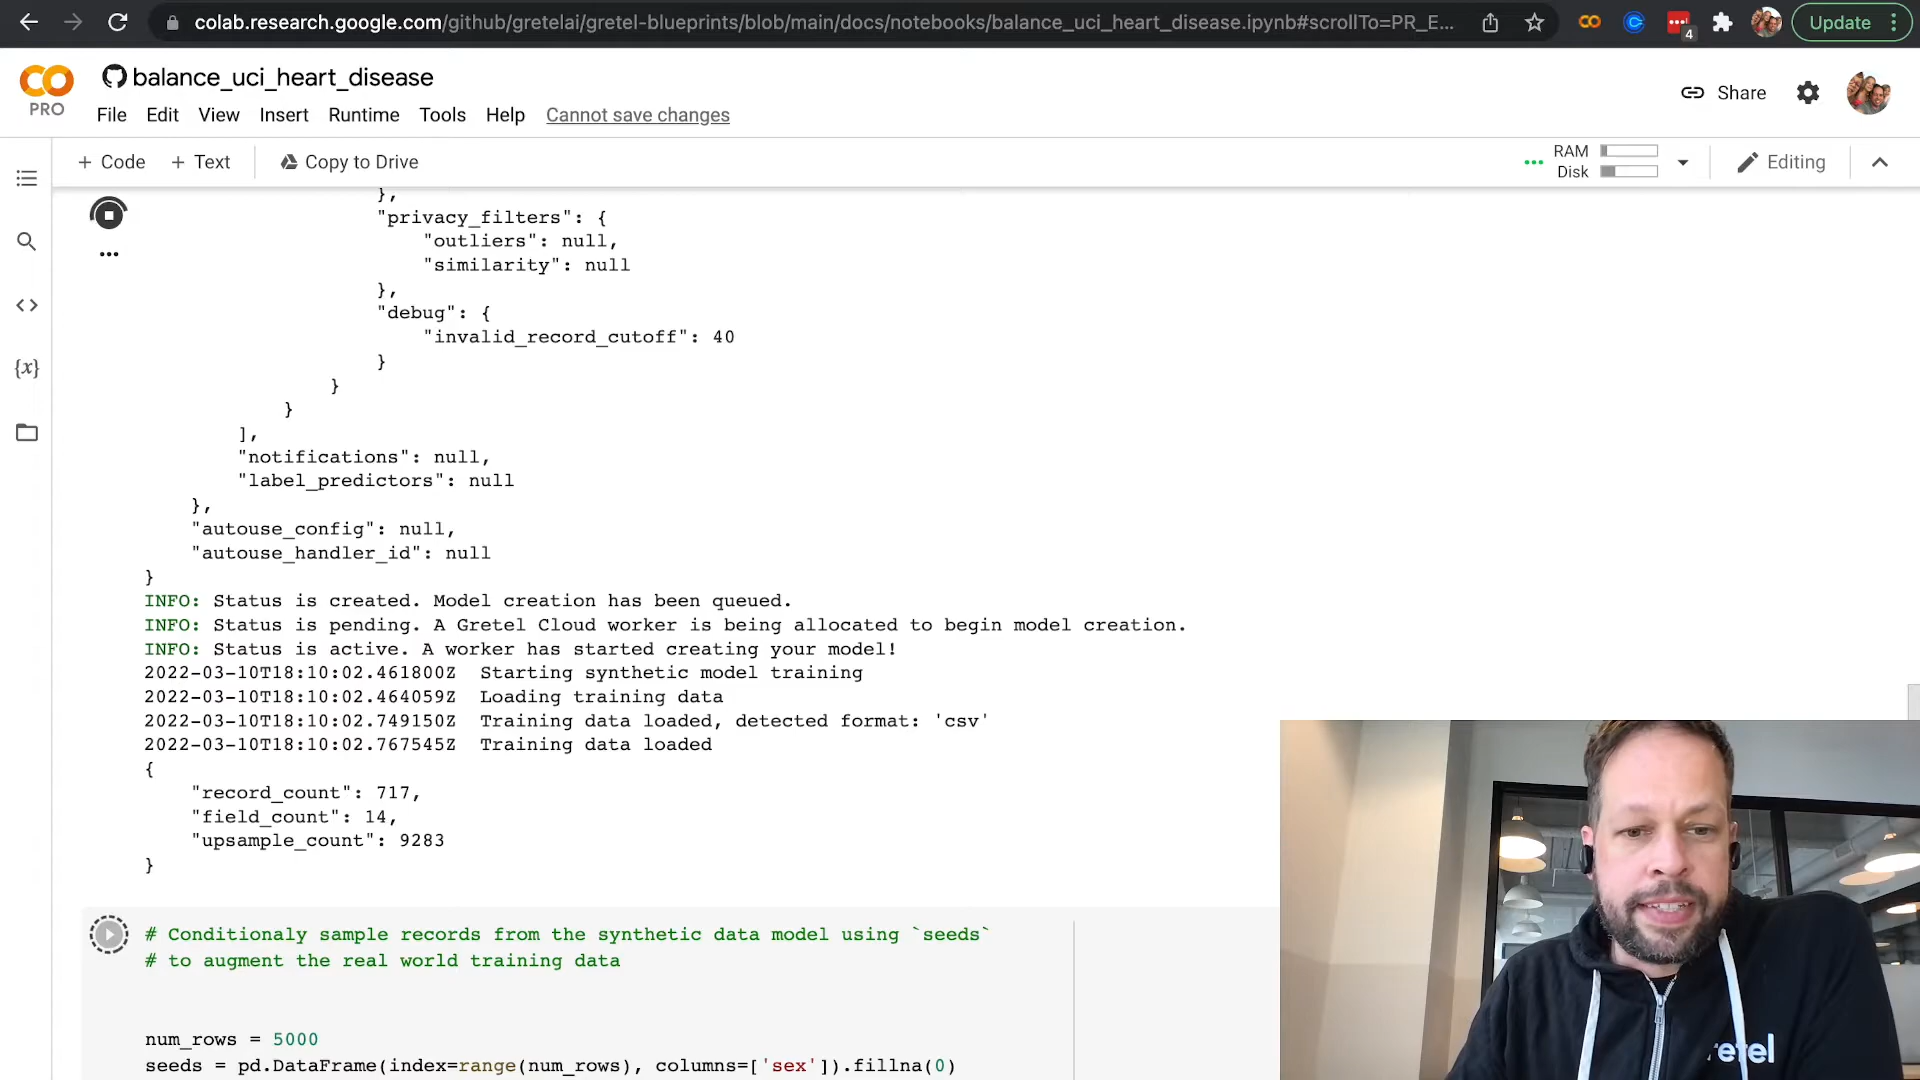 colab.research.google.com/github/gretelai/gretel-blueprints/blob/main/docs/notebooks/balance_uci_heart_disease.ipynb#scrollTo=PR_E...
4
Update
PRO
balance_uci_heart_disease
File Edit View Insert Runtime Tools Help Cannot save changes
Share
+ Code + Text Copy to Drive
RAM
Disk
Editing
},
"privacy_filters": {
"outliers": null,
"similarity": null
},
"debug": {
"invalid_record_cutoff": 40
}
}
}
],
"notifications": null,
"label_predictors": null
},
"autouse_config": null,
"autouse_handler_id": null
}
INFO: Status is created. Model creation has been queued.
INFO: Status is pending. A Gretel Cloud worker is being allocated to begin model creation.
INFO: Status is active. A worker has started creating your model!
2022-03-10T18:10:02.461800Z Starting synthetic model training
2022-03-10T18:10:02.464059Z Loading training data
2022-03-10T18:10:02.749150Z Training data loaded, detected format: 'csv'
2022-03-10T18:10:02.767545Z Training data loaded
{
"record_count": 717,
"field_count": 14,
"upsample_count": 9283
}
# Conditionaly sample records from the synthetic data model using `seeds`
# to augment the real world training data
num_rows = 5000
seeds = pd.DataFrame(index=range(num_rows), columns=['sex']).fillna(0)